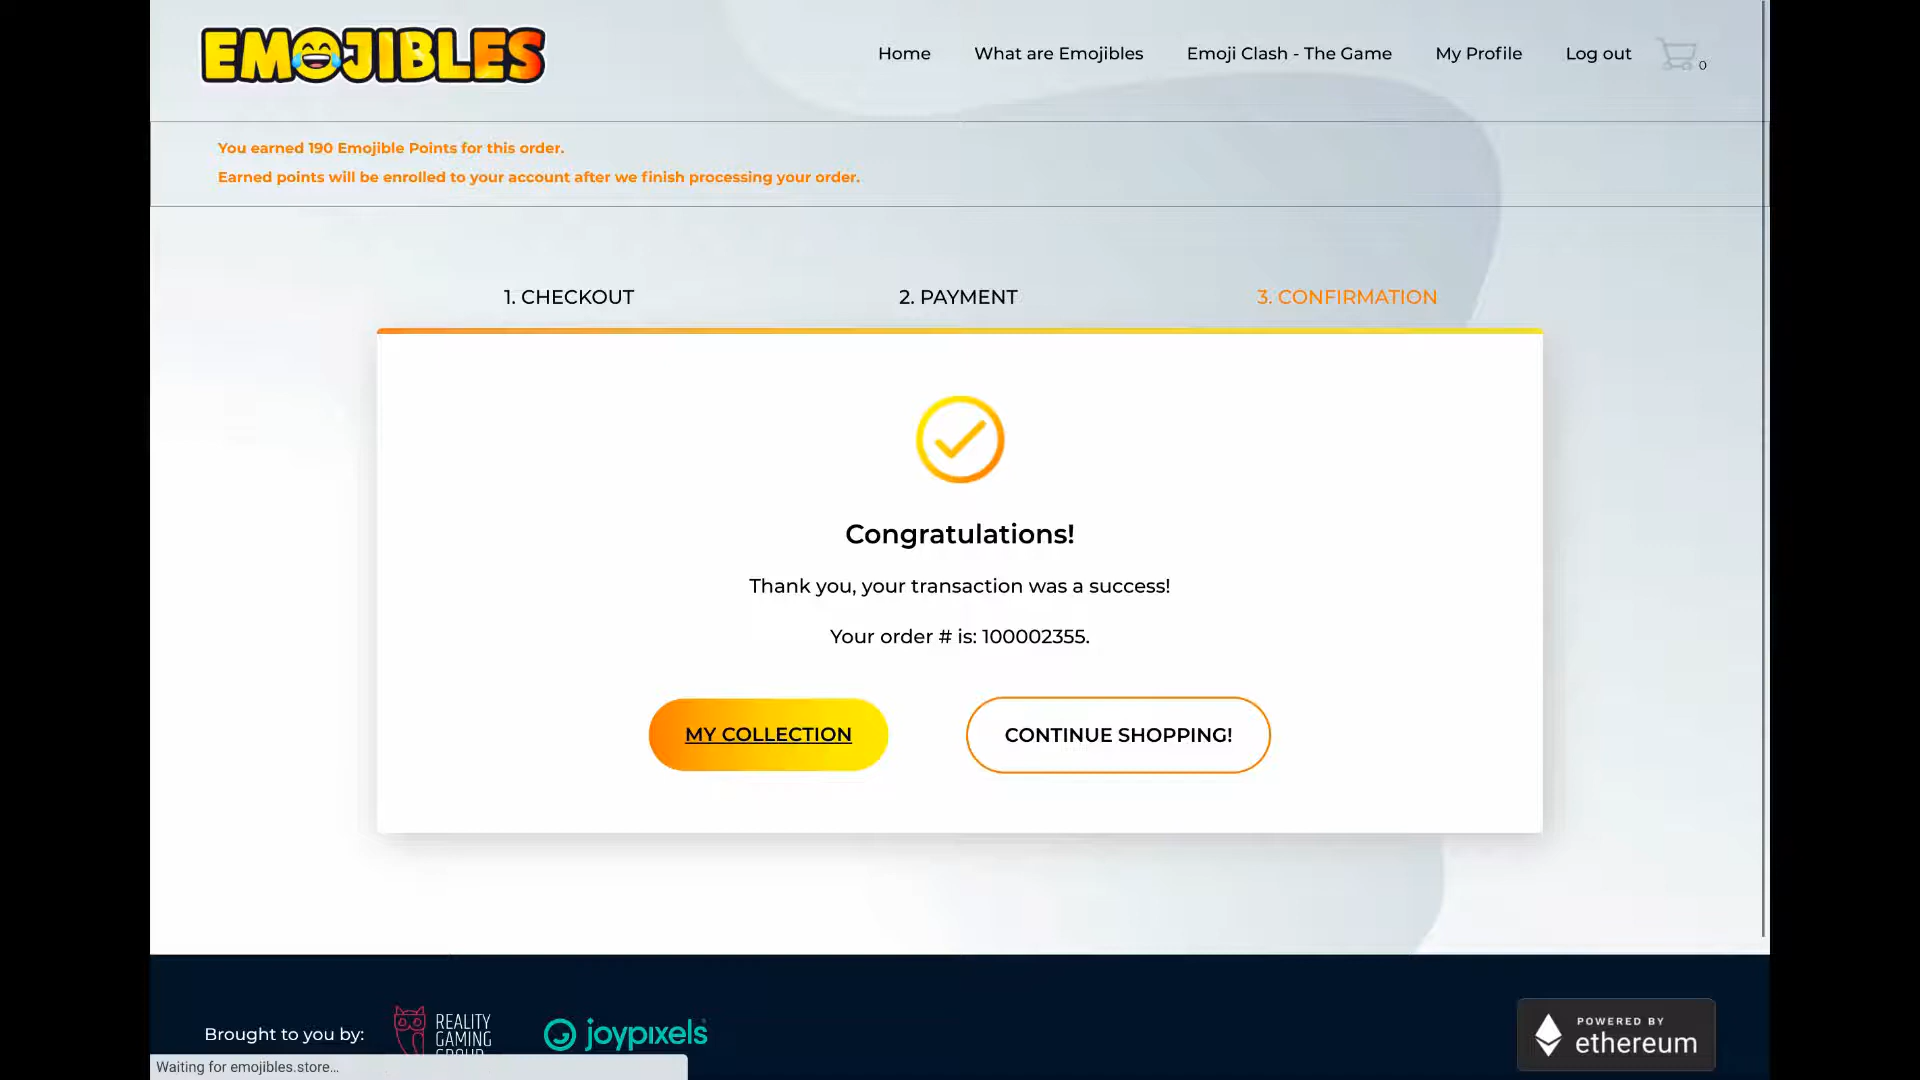 EMOJIBLES
Home
What are Emojibles
Emoji Clash - The Game
My Profile
Log out
0
You earned 190 Emojible Points for this order.
Earned points will be enrolled to your account after we finish processing your order.
1. CHECKOUT
2. PAYMENT
3. CONFIRMATION
Congratulations!
Thank you, your transaction was a success!
Your order # is: 100002355.
MY COLLECTION
CONTINUE SHOPPING!
Brought to you by:
REALITY
GAMING
GROUP
joypixels
POWERED BY
ethereum
Waiting for emojibles.store...